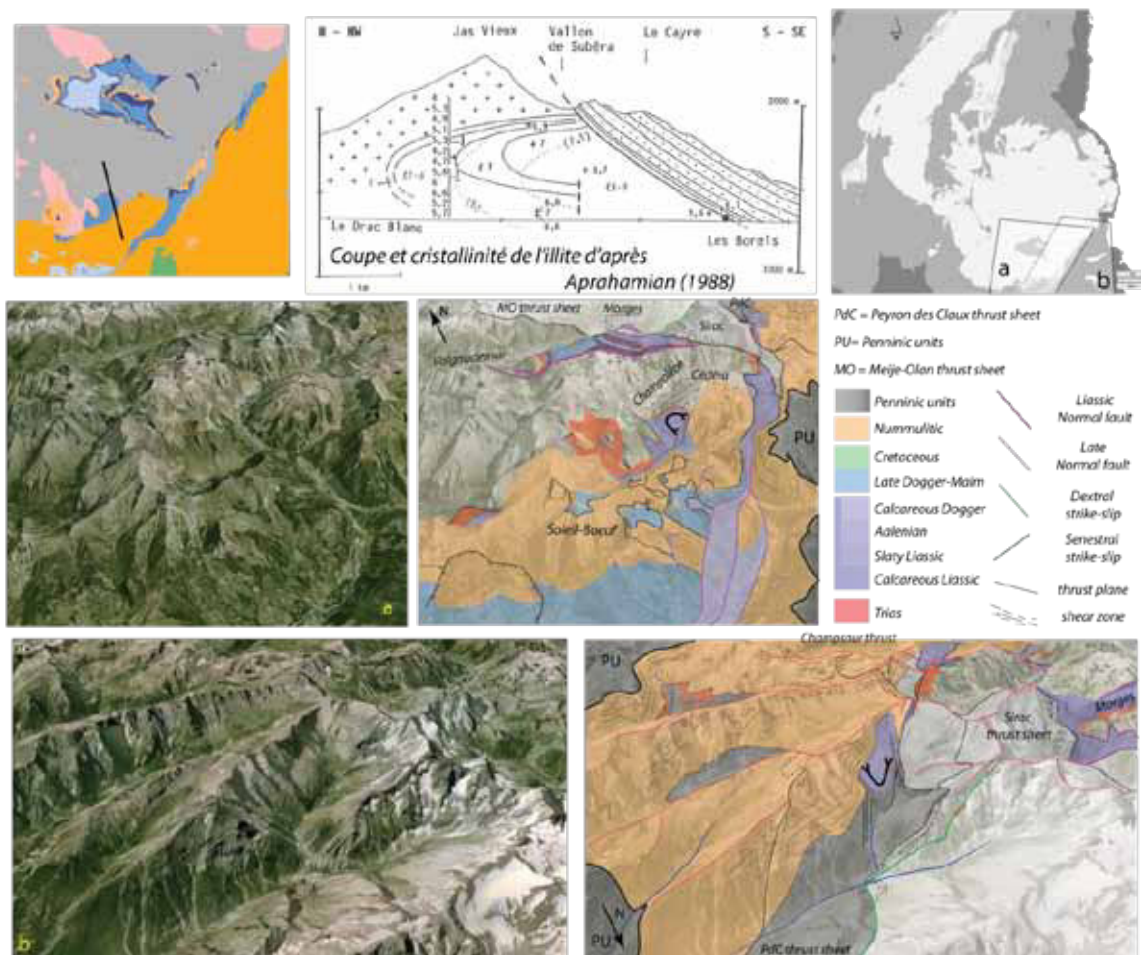 N - NW
Jas Vieux
Vallon
de Subéra
Le Cayre
S - SE
2000 m
Le Drac Blanc
Les Borels
Coupe et cristallinité de l'illite d'après
Aprahamian (1988)
1000 m
1 km
a
b
PdC = Peyron des Claux thrust sheet
PU= Penninic units
MO = Meije-Olan thrust sheet
Penninic units
Nummulitic
Cretaceous
Late Dogger-Malm
Calcareous Dogger
Aalenian
Slaty Liassic
Calcareous Liassic
Trias
Liassic
Normal fault
Late
Normal fault
Dextral
strike-slip
Senestral
strike-slip
thrust plane
shear zone
a
N
MO thrust sheet
Morges
PdC
Sirac
Cédéra
PU
Soleil-Boeuf
b
Champsaur thrust
PU
Sirac
thrust sheet
Morges
N
PU
PdC thrust sheet